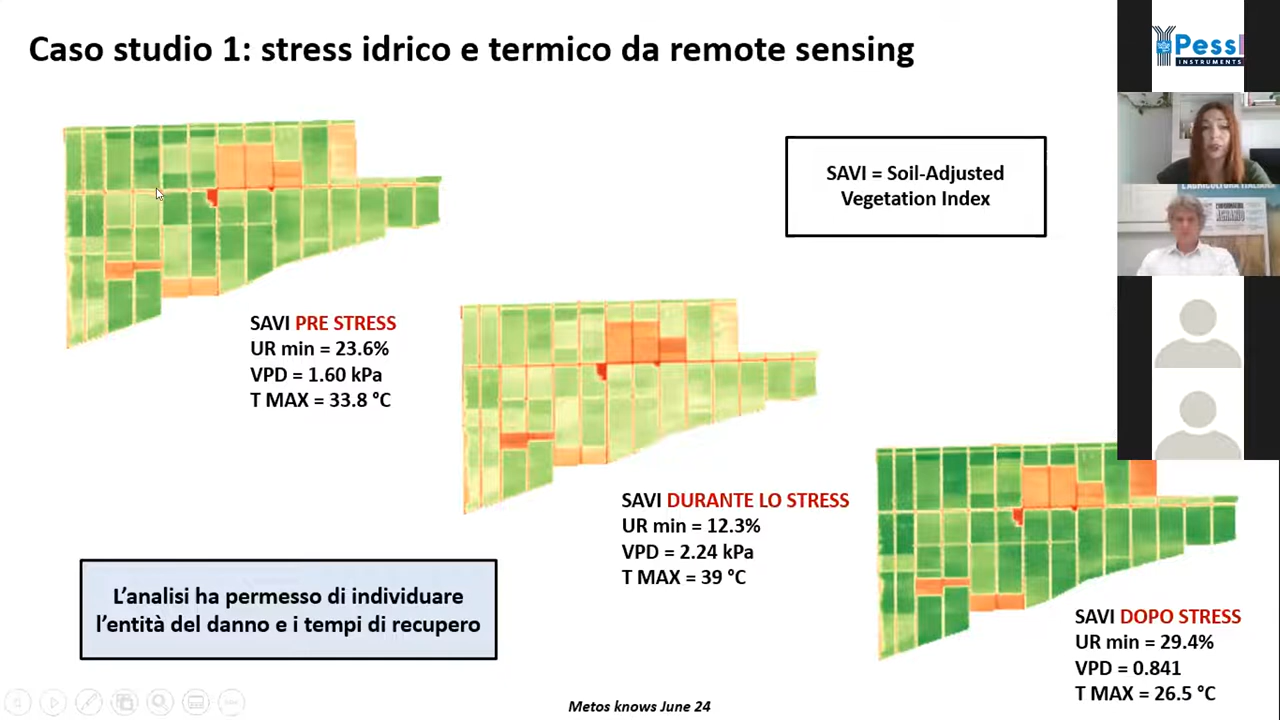 Caso studio 1: stress idrico e termico da remote sensing
Pessl
INSTRUMENTS
SAVI = Soil-Adjusted
Vegetation Index
L'AGRICOLTURA ITALIANA
AGRARIO
SAVI PRE STRESS
UR min = 23.6%
VPD = 1.60 kPa
T MAX = 33.8 °C
SAVI DURANTE LO STRESS
UR min = 12.3%
VPD = 2.24 kPa
T MAX = 39 °C
L'analisi ha permesso di individuare
l'entità del danno e i tempi di recupero
SAVI DOPO STRESS
UR min = 29.4%
VPD = 0.841
T MAX = 26.5 °C
Metos knows June 24